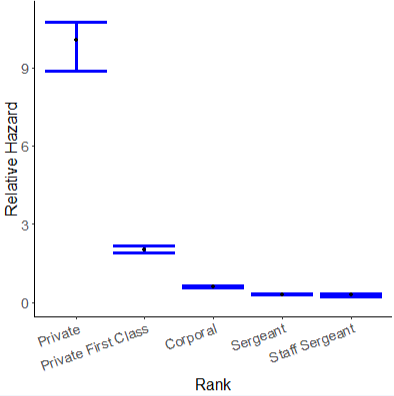 Relative Hazard
9
6
3
0
Private
Private First Class
Corporal
Sergeant
Staff Sergeant
Rank